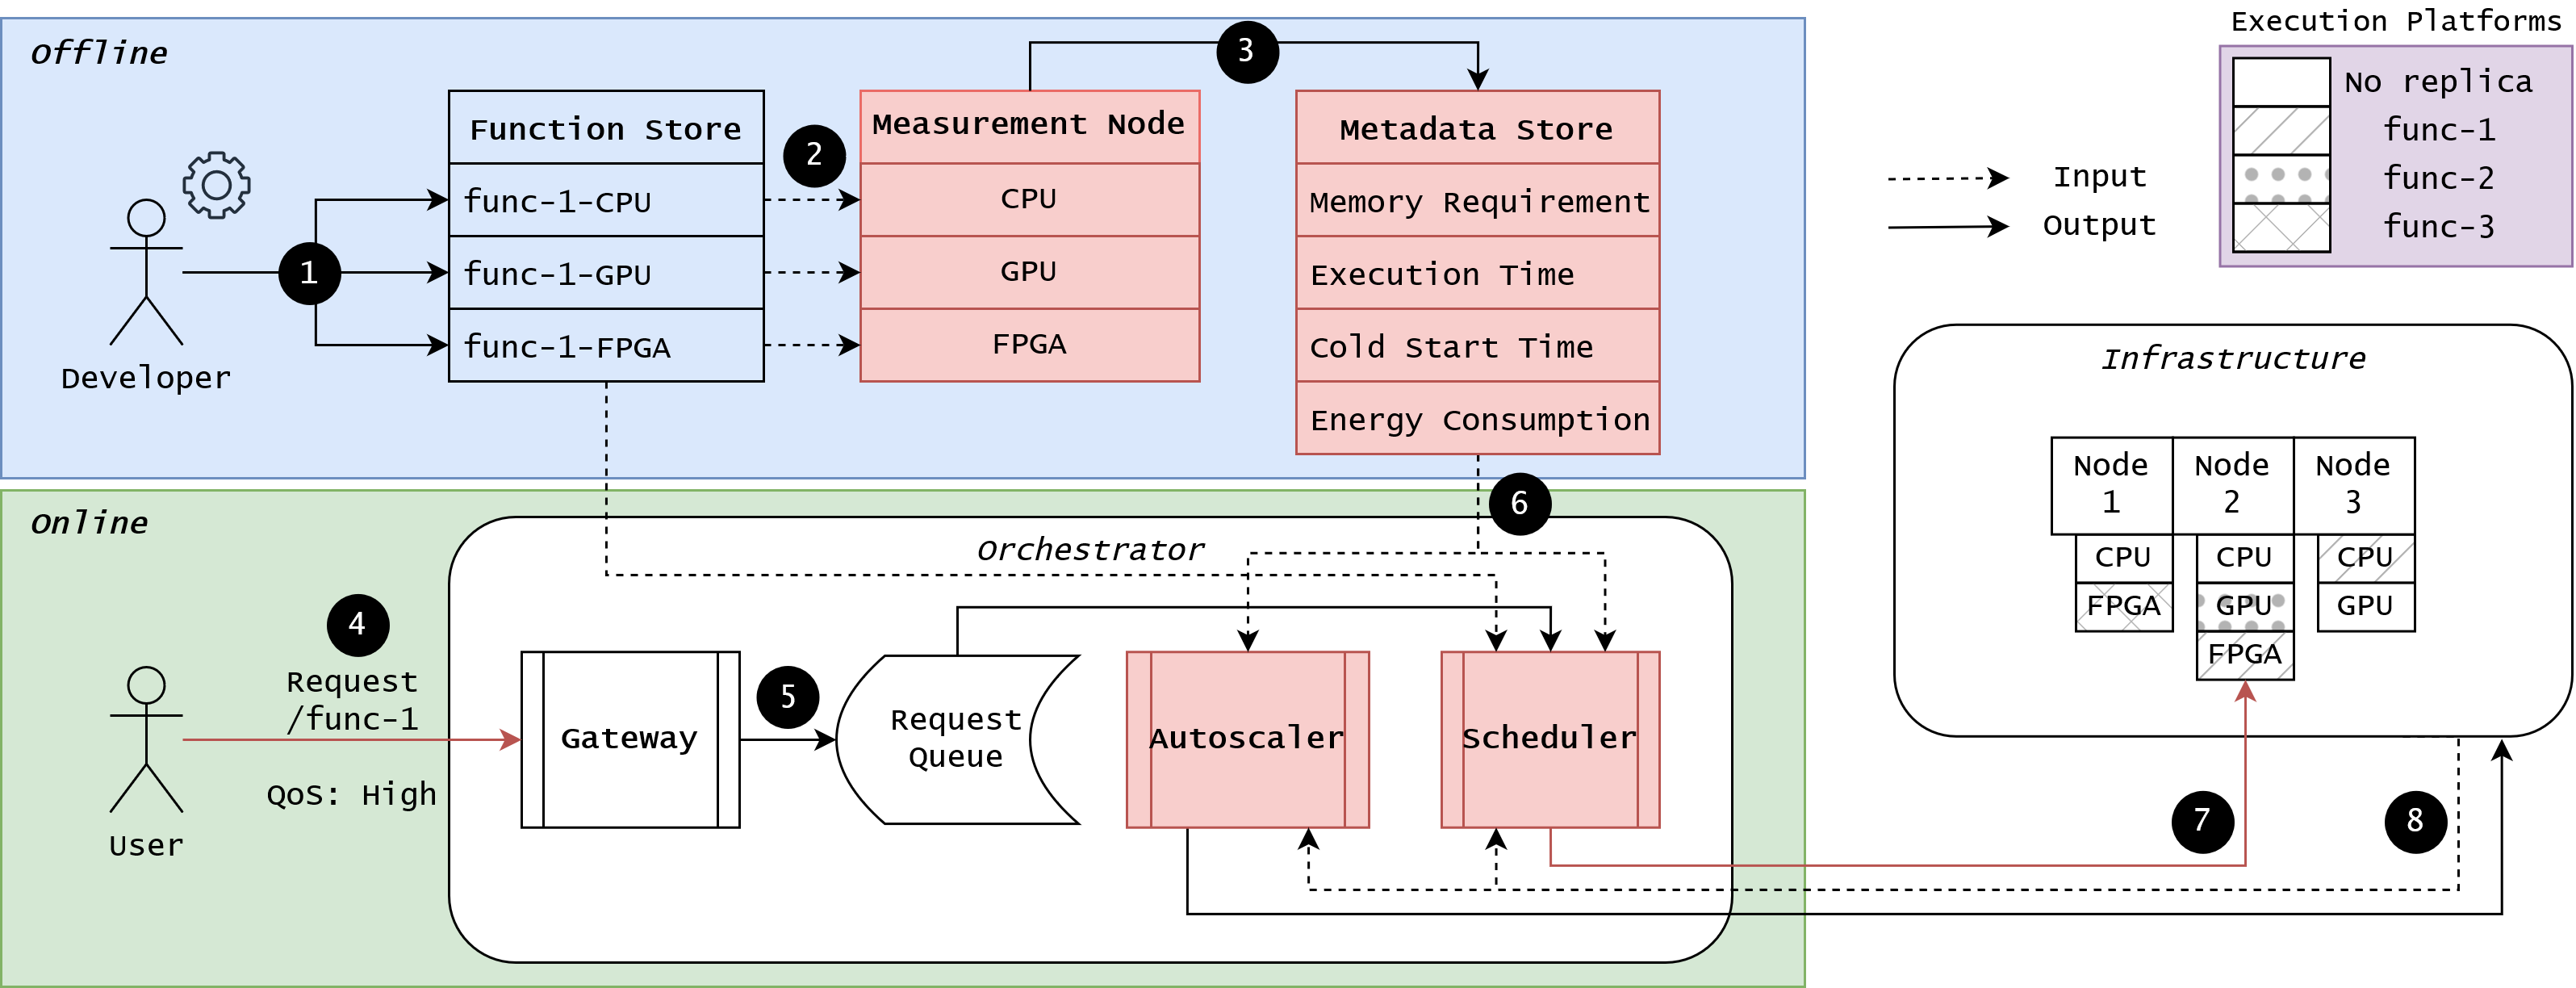 Offline
Developer
1
Function Store
func-1-CPU
func-1-GPU
func-1-FPGA
2
Measurement Node
CPU
GPU
FPGA
3
Metadata Store
Memory Requirement
Execution Time
Cold Start Time
Energy Consumption
Input
Output
Execution Platforms
No replica
func-1
func-2
func-3
Online
User
4
Request
/func-1
QoS: High
Orchestrator
Gateway
5
Request
Queue
6
Autoscaler
Scheduler
Infrastructure
Node
1
Node
2
Node
3
CPU
FPGA
CPU
GPU
FPGA
CPU
GPU
7
8